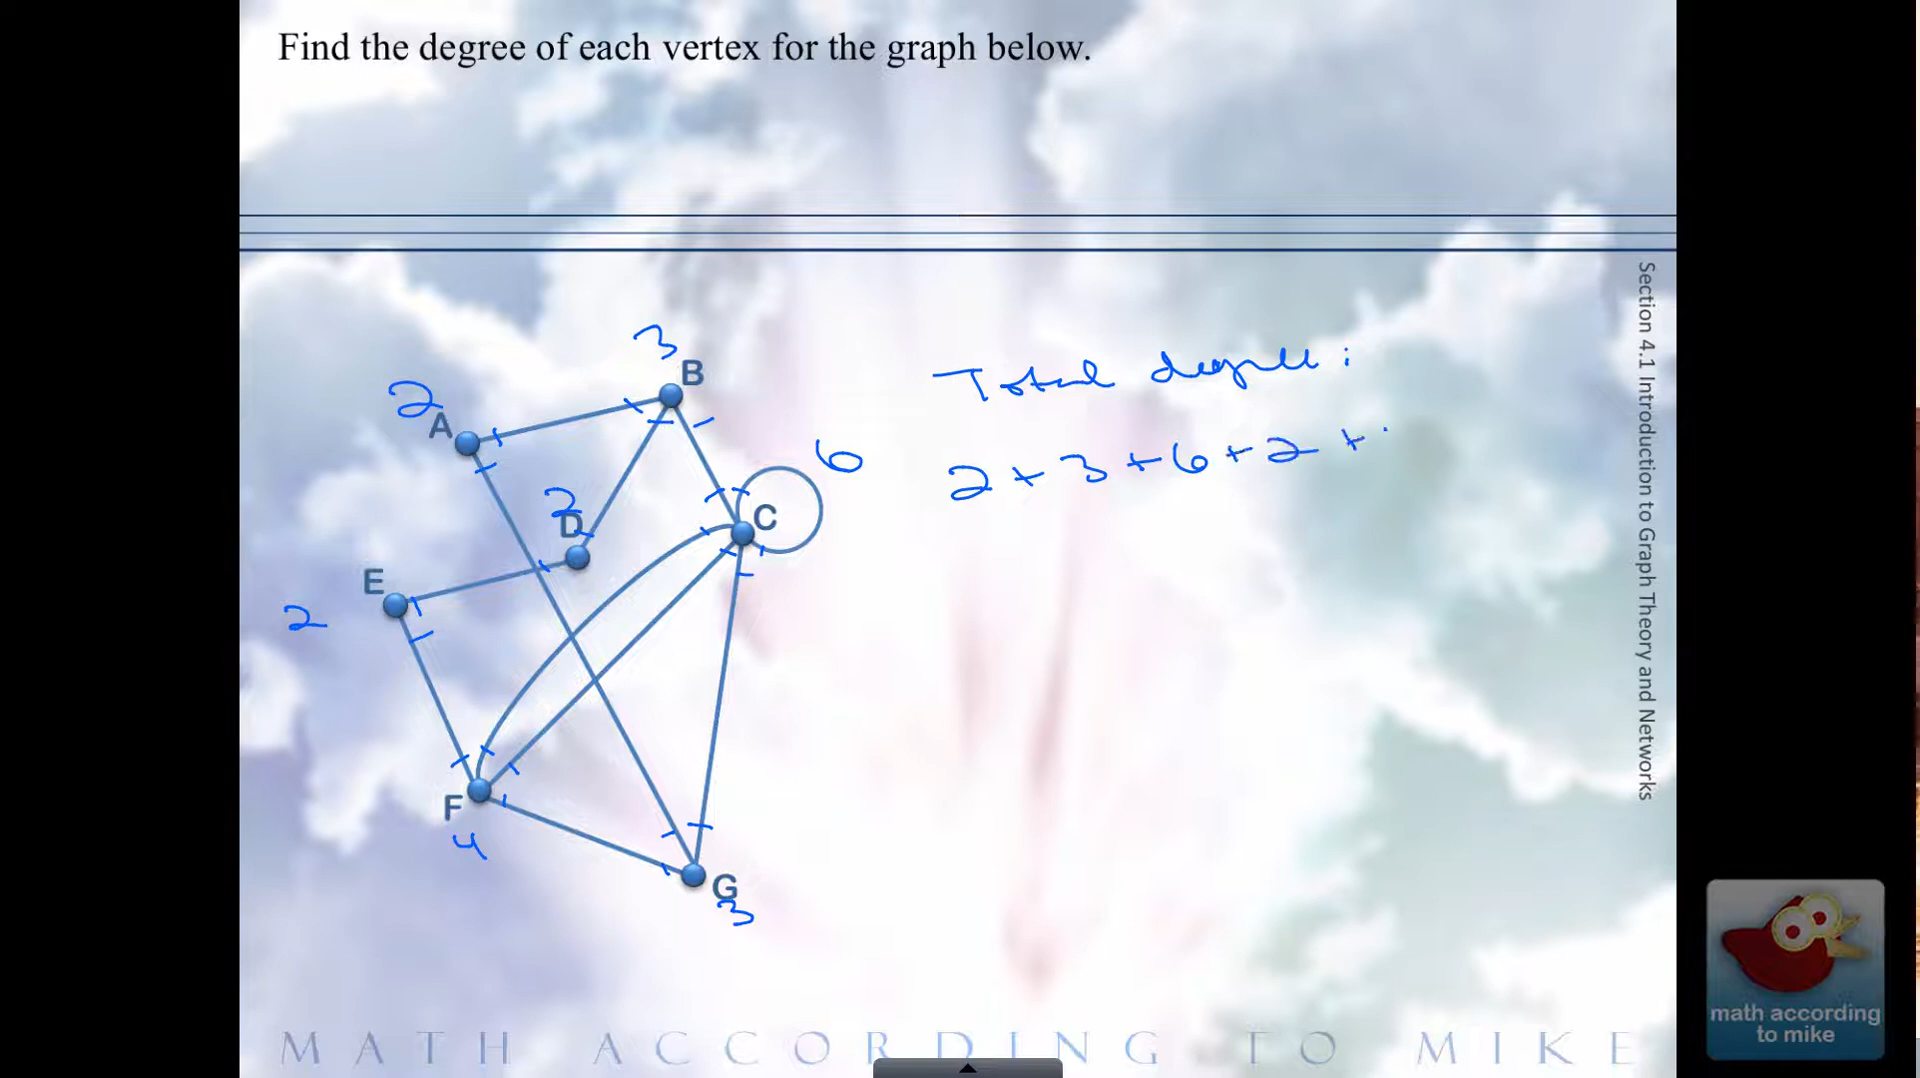 Find the degree of each vertex for the graph below.
Section 4.1 Introduction to Graph Theory and Networks
3
B
2
A
Total degree:
6
2 + 3 + 6 + 2 +
2
D
C
E
2
F
4
G
3
MATH ACCORDING TO MIKE
math according
to mike